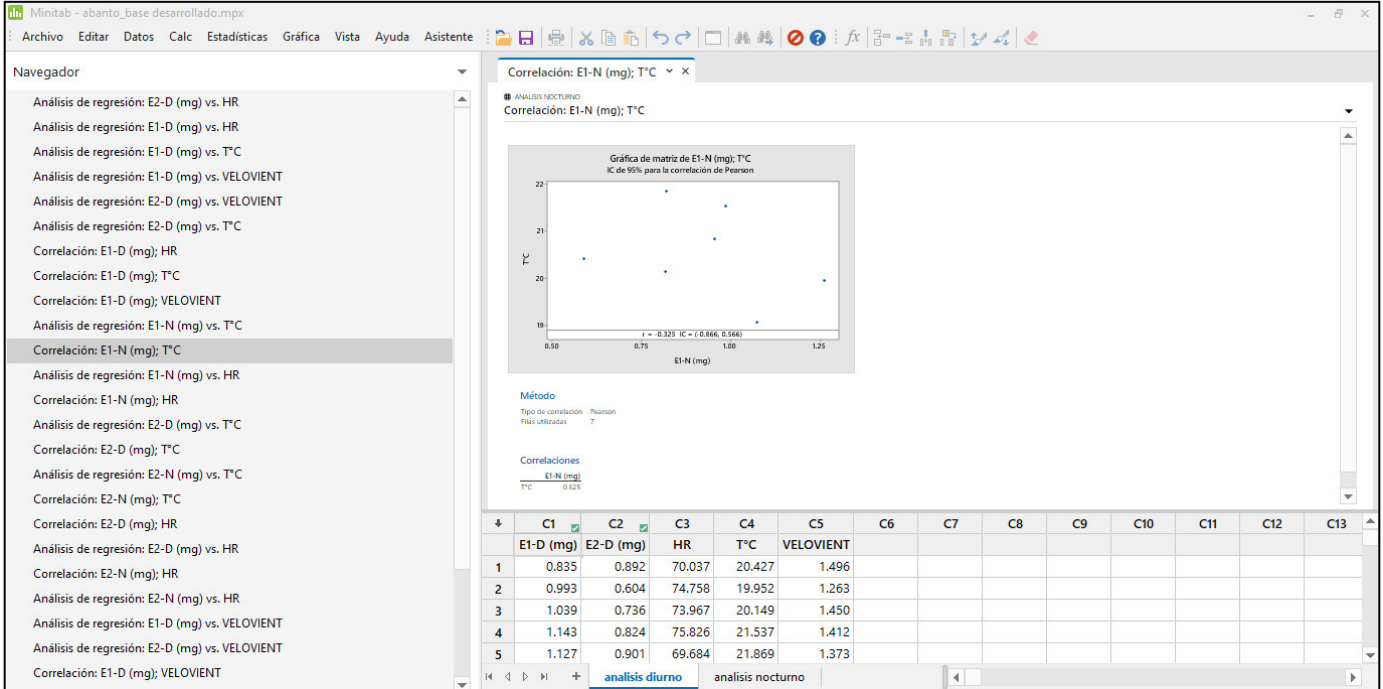 Minitab - abanto_base desarrollado.mpx
Archivo Editar Datos Calc Estadísticas Gráfica Vista Ayuda Asistente
Navegador
Análisis de regresión: E2-D (mg) vs. HR
Análisis de regresión: E1-D (mg) vs. HR
Análisis de regresión: E1-D (mg) vs. T°C
Análisis de regresión: E1-D (mg) vs. VELOVIENT
Análisis de regresión: E2-D (mg) vs. VELOVIENT
Análisis de regresión: E2-D (mg) vs. T°C
Correlación: E1-D (mg); HR
Correlación: E1-D (mg); T°C
Correlación: E1-D (mg); VELOVIENT
Análisis de regresión: E1-N (mg) vs. T°C
Correlación: E1-N (mg); T°C
Análisis de regresión: E1-N (mg) vs. HR
Correlación: E1-N (mg); HR
Análisis de regresión: E2-D (mg) vs. T°C
Correlación: E2-D (mg); T°C
Análisis de regresión: E2-N (mg) vs. T°C
Correlación: E2-N (mg); T°C
Correlación: E2-D (mg); HR
Análisis de regresión: E2-D (mg) vs. HR
Correlación: E2-N (mg); HR
Análisis de regresión: E2-N (mg) vs. HR
Análisis de regresión: E1-D (mg) vs. VELOVIENT
Análisis de regresión: E2-D (mg) vs. VELOVIENT
Correlación: E1-D (mg); VELOVIENT
Correlación: E1-N (mg); T°C
ANALISIS NOCTURNO
Correlación: E1-N (mg); T°C
Gráfica de matriz de E1-N (mg); T°C
IC de 95% para la correlación de Pearson
22
21
20
19
T°C
r = -0.325 IC = (-0.866, 0.566)
0.50 0.75 1.00 1.25
E1-N (mg)
Método
Tipo de correlación Pearson
Filas utilizadas 7
Correlaciones
E1-N (mg)
T°C -0.325
C1 C2 C3 C4 C5 C6 C7 C8 C9 C10 C11 C12 C13
E1-D (mg) E2-D (mg) HR T°C VELOVIENT
1 0.835 0.892 70.037 20.427 1.496
2 0.993 0.604 74.758 19.952 1.263
3 1.039 0.736 73.967 20.149 1.450
4 1.143 0.824 75.826 21.537 1.412
5 1.127 0.901 69.684 21.869 1.373
analisis diurno analisis nocturno